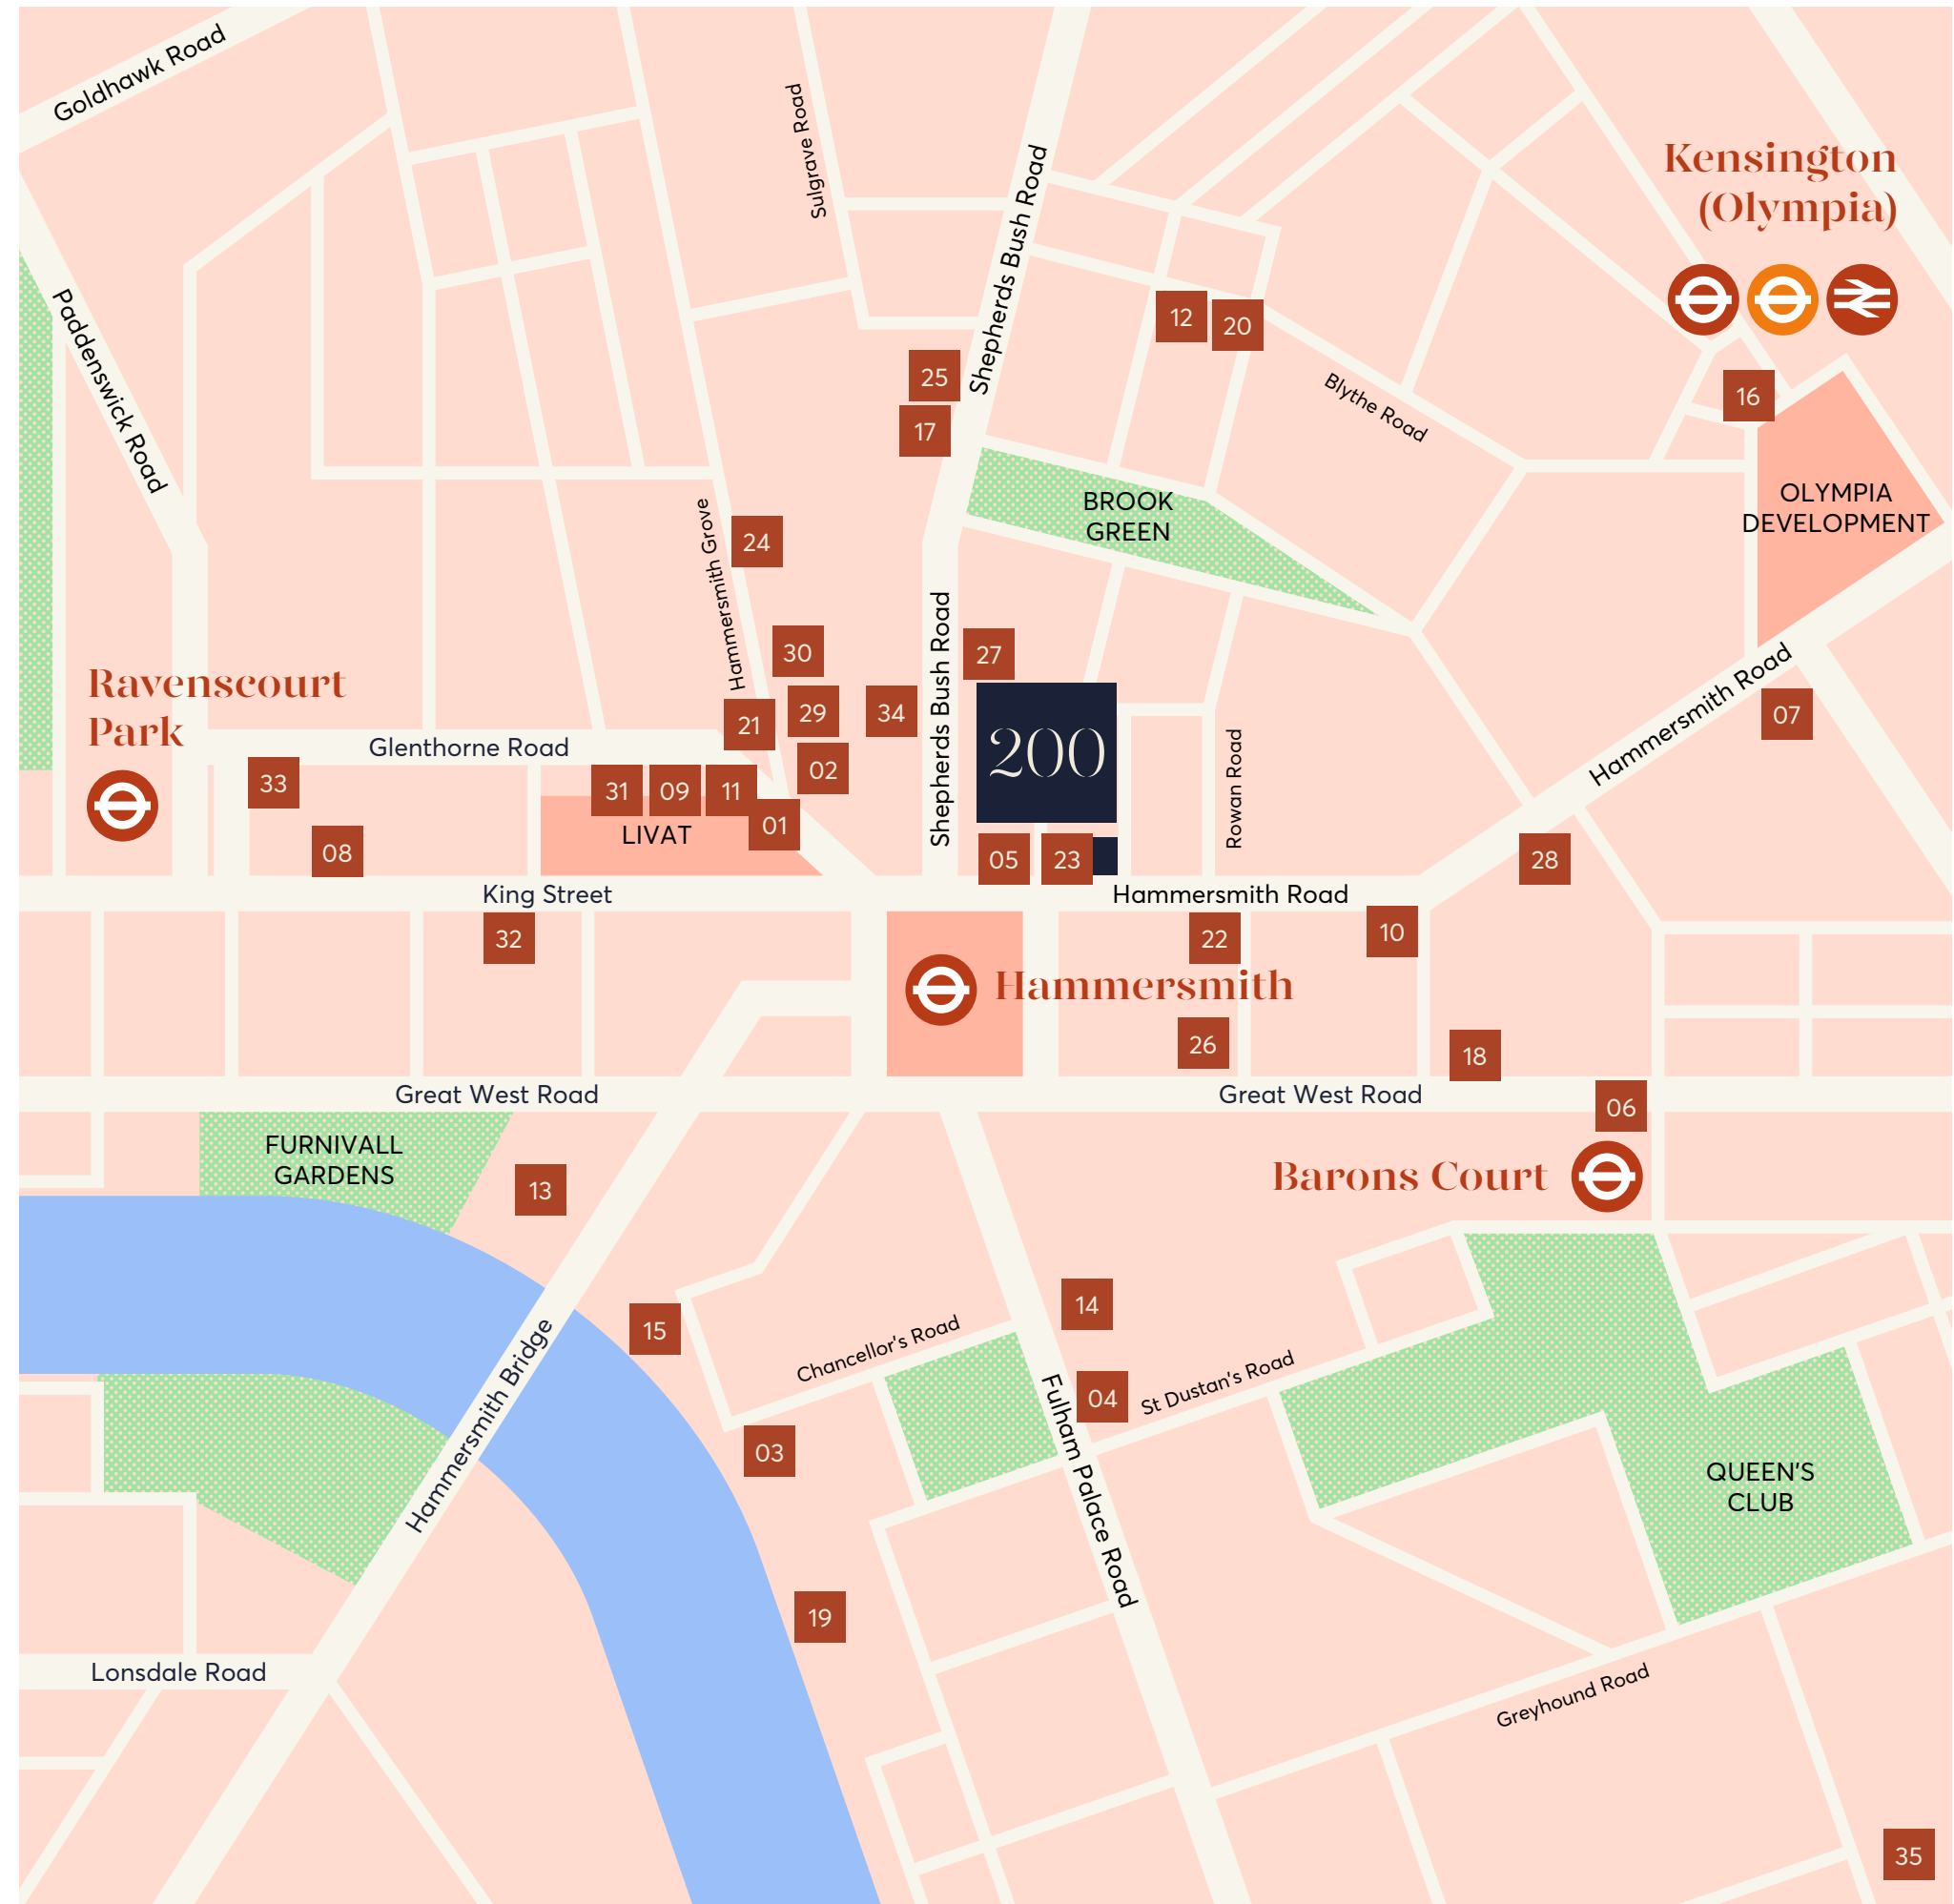 Goldhawk Road
Sulgrave Road
Shepherds Bush Road
Kensington
(Olympia)
Paddenswick Road
12
20
25
17
Blythe Road
16
BROOK
GREEN
OLYMPIA
DEVELOPMENT
Hammersmith Grove
24
Shepherds Bush Road
30
27
Ravenscourt
Park
21
29
34
200
Rowan Road
Hammersmith Road
07
Glenthorne Road
33
31
09
11
02
01
LIVAT
08
05
23
28
King Street
Hammersmith Road
32
22
10
Hammersmith
26
18
Great West Road
Great West Road
06
FURNIVALL
GARDENS
13
Barons Court
14
15
Chancellor's Road
04
St Dustan's Road
Hammersmith Bridge
03
Fulham Palace Road
QUEEN'S
CLUB
19
Lonsdale Road
Greyhound Road
35